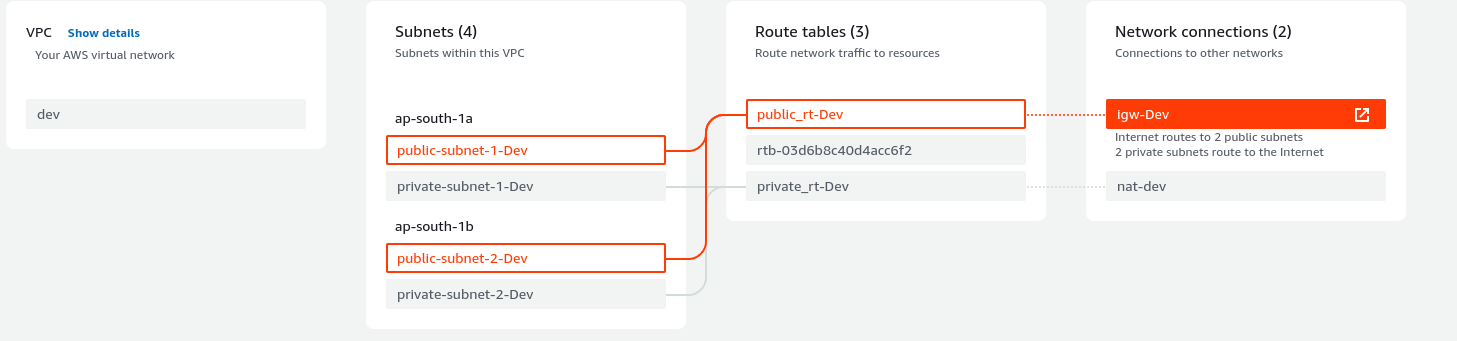 VPC Show details
Your AWS virtual network
dev
Subnets (4)
Subnets within this VPC
ap-south-1a
public-subnet-1-Dev
private-subnet-1-Dev
ap-south-1b
public-subnet-2-Dev
private-subnet-2-Dev
Route tables (3)
Route network traffic to resources
public_rt-Dev
rtb-03d6b8c40d4acc6f2
private_rt-Dev
Network connections (2)
Connections to other networks
igw-Dev
Internet routes to 2 public subnets
2 private subnets route to the Internet
nat-dev